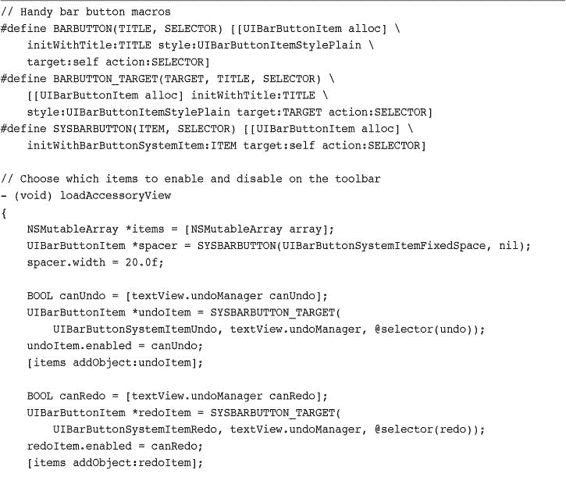 // Handy bar button macros
#define BARBUTTON(TITLE, SELECTOR) [[UIBarButtonItem alloc] \
    initWithTitle:TITLE style:UIBarButtonItemStylePlain \
    target:self action:SELECTOR]
#define BARBUTTON_TARGET(TARGET, TITLE, SELECTOR) \
    [[UIBarButtonItem alloc] initWithTitle:TITLE \
    style:UIBarButtonItemStylePlain target:TARGET action:SELECTOR]
#define SYSBARBUTTON(ITEM, SELECTOR) [[UIBarButtonItem alloc] \
    initWithBarButtonSystemItem:ITEM target:self action:SELECTOR]

// Choose which items to enable and disable on the toolbar
- (void) loadAccessoryView
{
    NSMutableArray *items = [NSMutableArray array];
    UIBarButtonItem *spacer = SYSBARBUTTON(UIBarButtonSystemItemFixedSpace, nil);
    spacer.width = 20.0f;

    BOOL canUndo = [textView.undoManager canUndo];
    UIBarButtonItem *undoItem = SYSBARBUTTON_TARGET(
        UIBarButtonSystemItemUndo, textView.undoManager, @selector(undo));
    undoItem.enabled = canUndo;
    [items addObject:undoItem];

    BOOL canRedo = [textView.undoManager canRedo];
    UIBarButtonItem *redoItem = SYSBARBUTTON_TARGET(
        UIBarButtonSystemItemRedo, textView.undoManager, @selector(redo));
    redoItem.enabled = canRedo;
    [items addObject:redoItem];